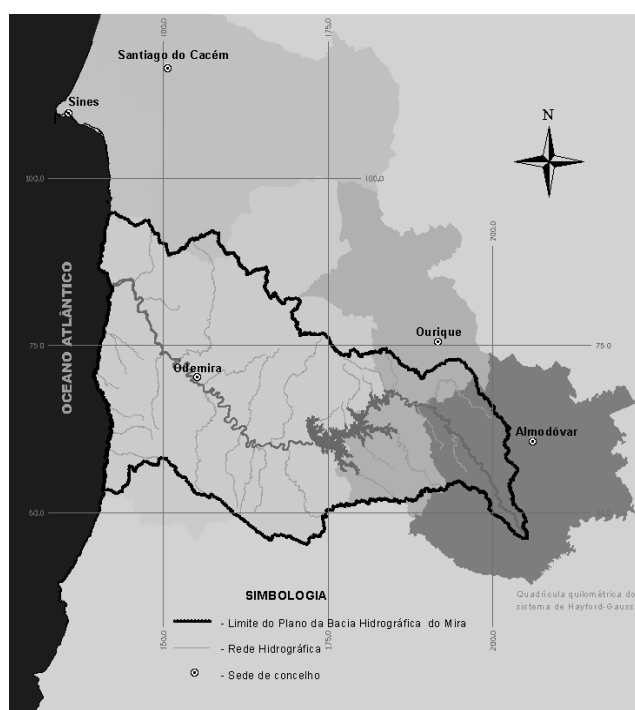 100.0
175.0
Santiago do Cacém
Sines
N
100.0
100.0
200.0
OCEANO ATLÂNTICO
Ourique
75.0
75.0
Odemira
Almodóvar
50.0
SIMBOLOGIA
Quadrícula quilométrica do
sistema de Hayford-Gauss
- Limite do Plano da Bacia Hidrográfica do Mira
- Rede Hidrográfica
- Sede de concelho
150.0
175.0
200.0